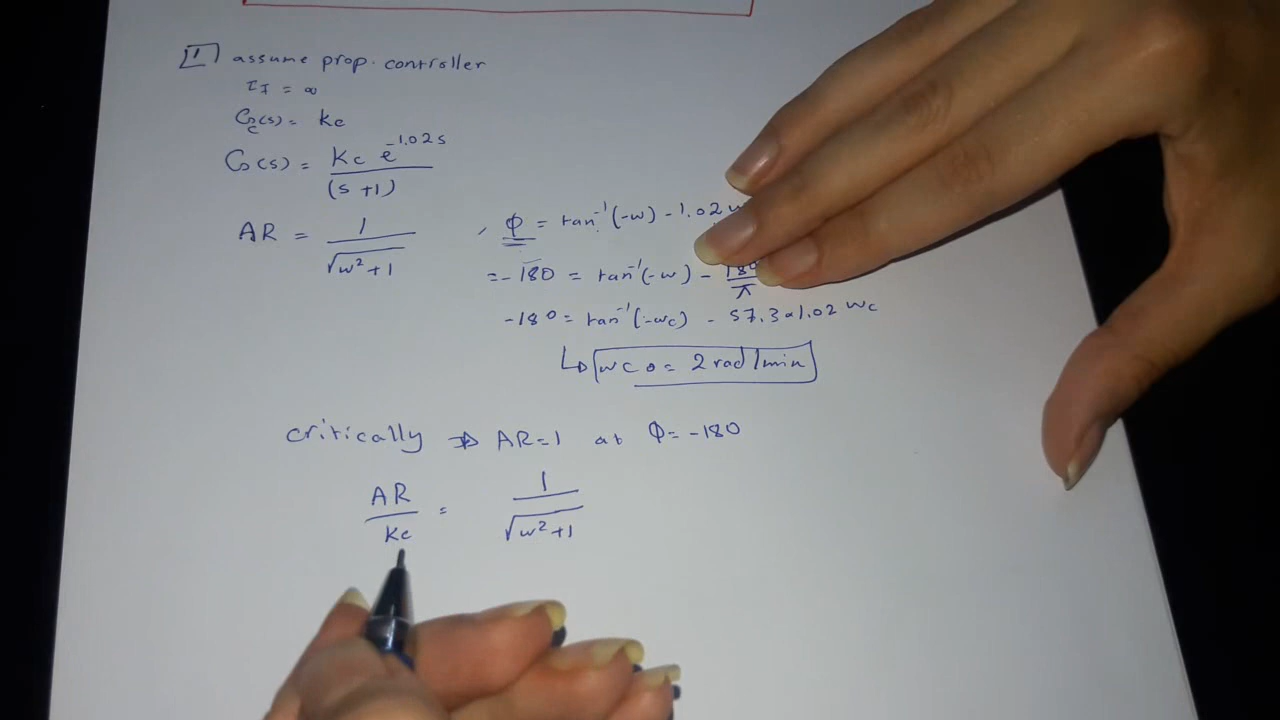 1 assume prop. controller
τI = ∞
Gc(s) = Kc
G(s) = Kc e^-1.02s / (s+1)
AR = 1 / √w²+1 , φ = tan⁻¹(-w) - 1.02 w
= -180 = tan⁻¹(-w) - 180 / π
-180 = tan⁻¹(-wc) - 57.3 × 1.02 wc
↳ wco = 2 rad/min
critically ⇒ AR=1 at φ= -180
AR / Kc = 1 / √w²+1